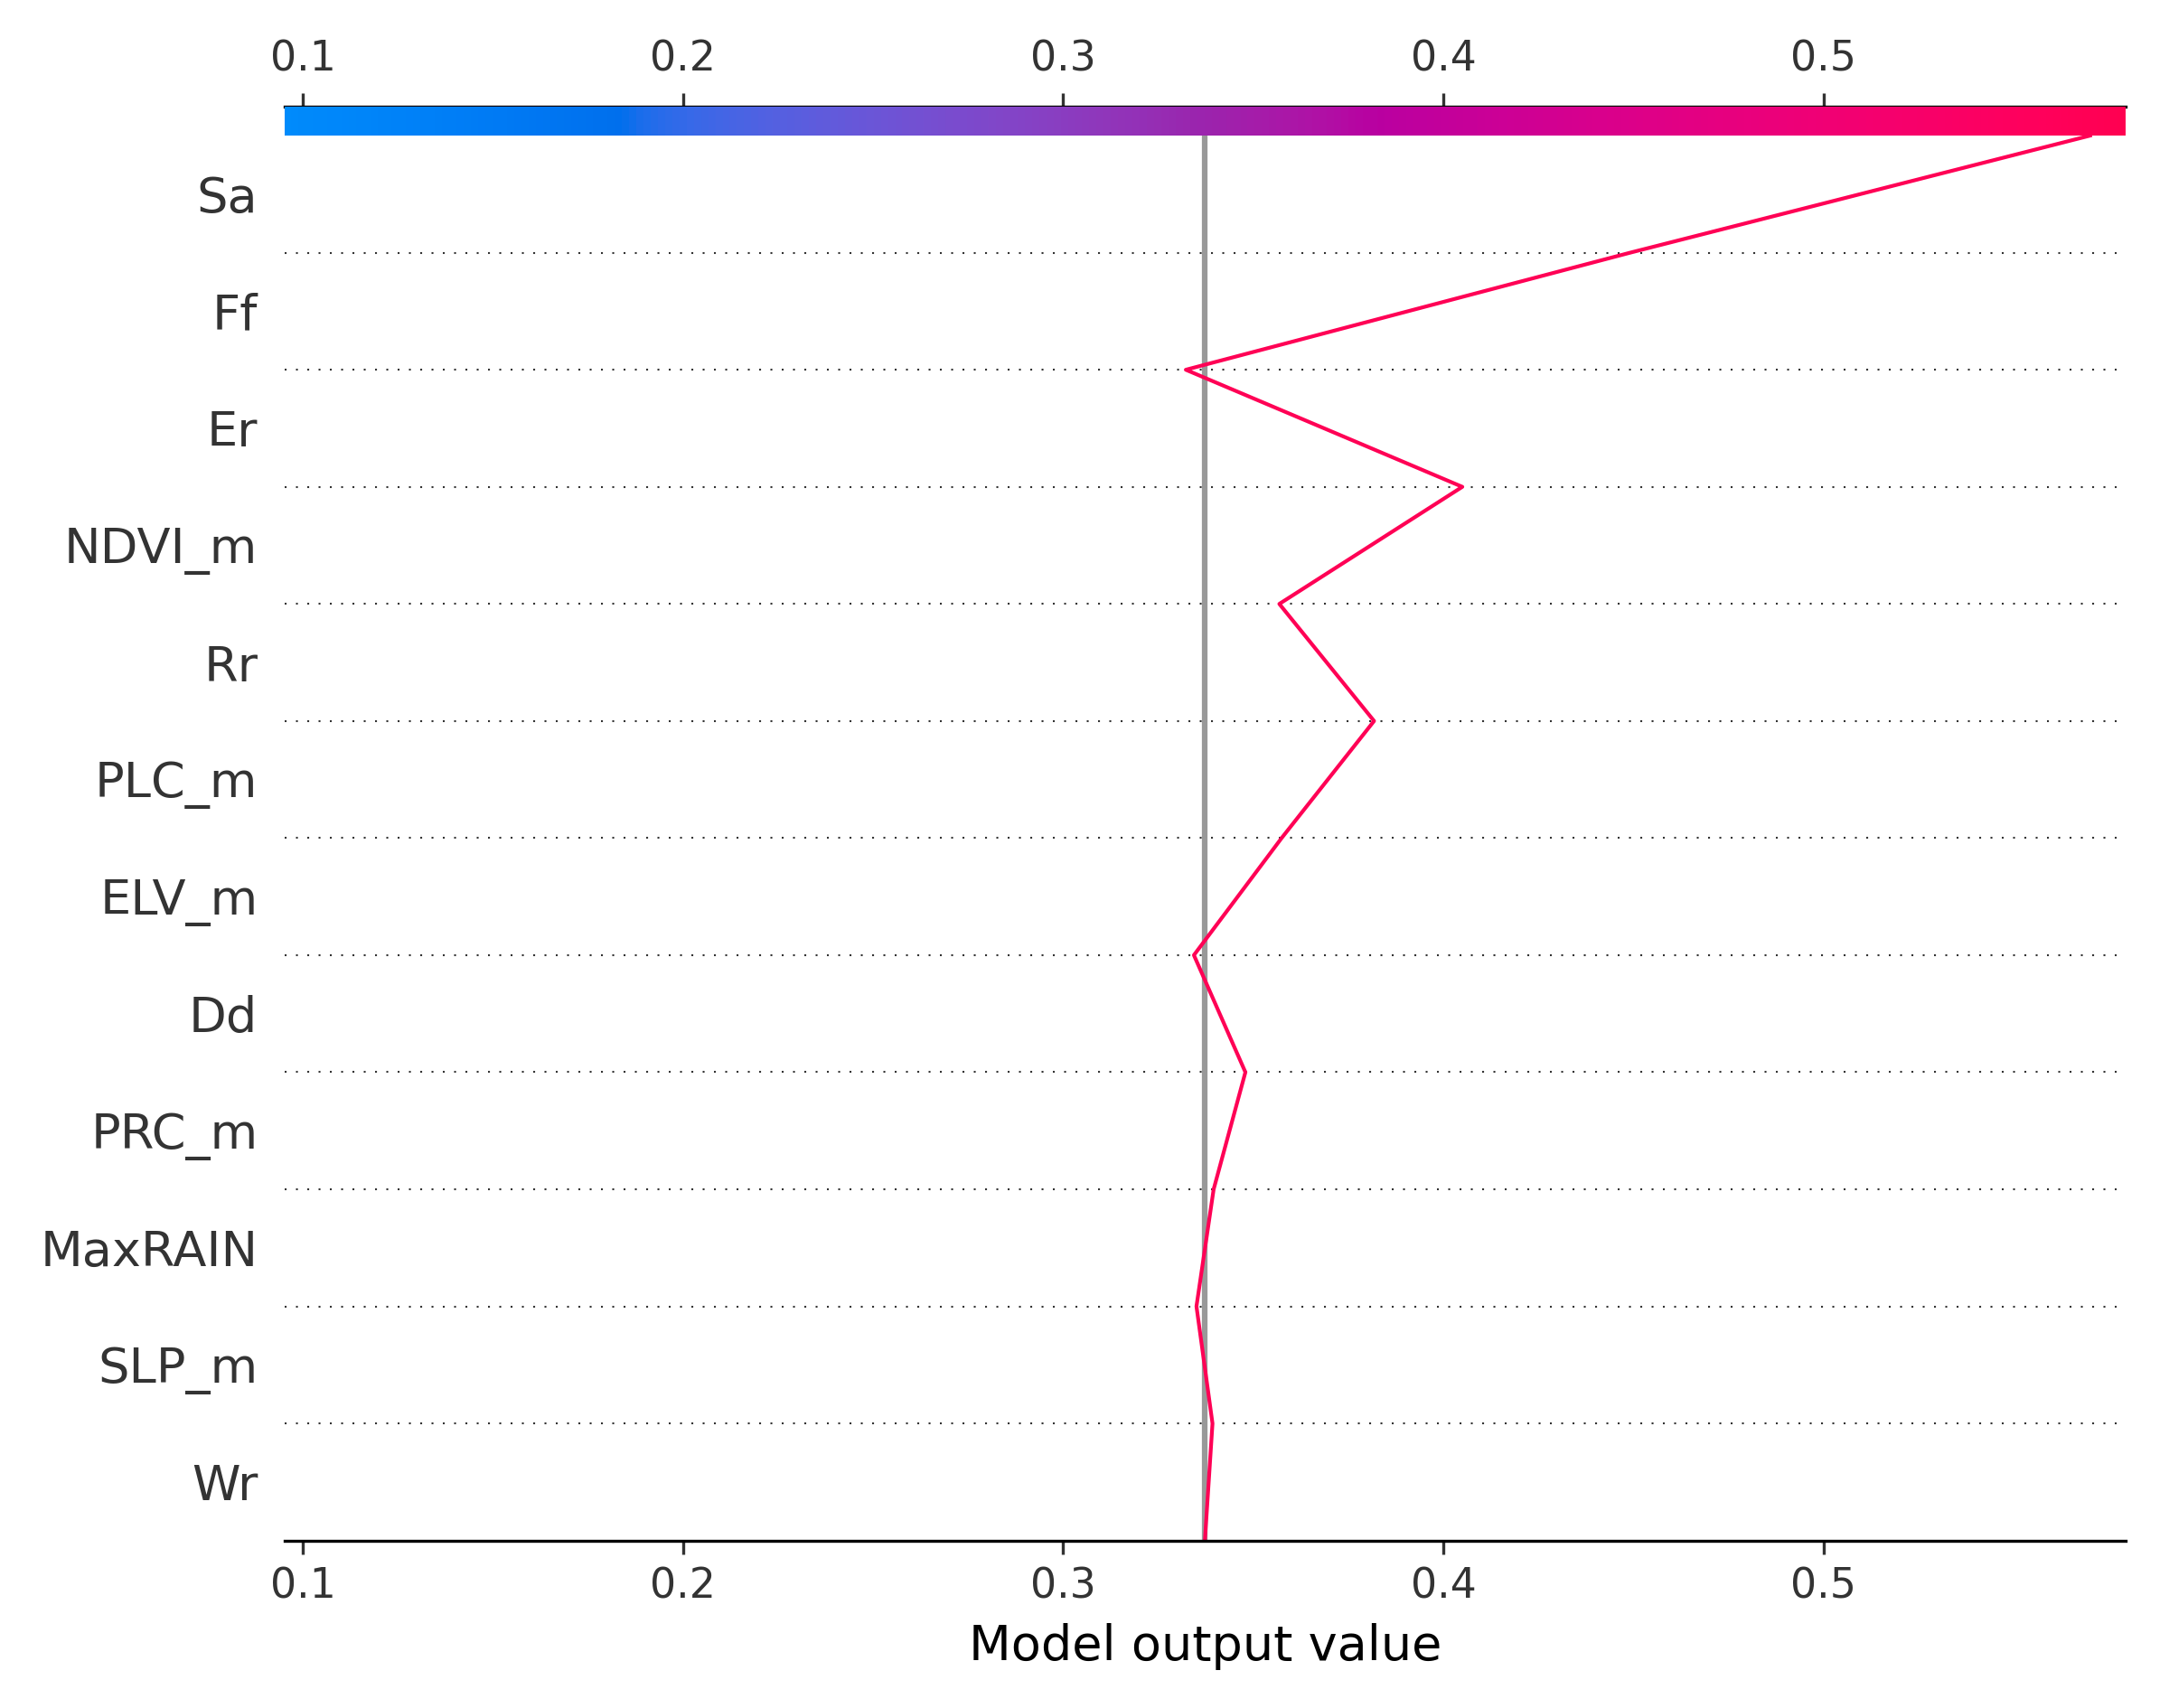 0.1 0.2 0.3 0.4 0.5
Sa
Ff
Er
NDVI_m
Rr
PLC_m
ELV_m
Dd
PRC_m
MaxRAIN
SLP_m
Wr
0.1 0.2 0.3 0.4 0.5
Model output value